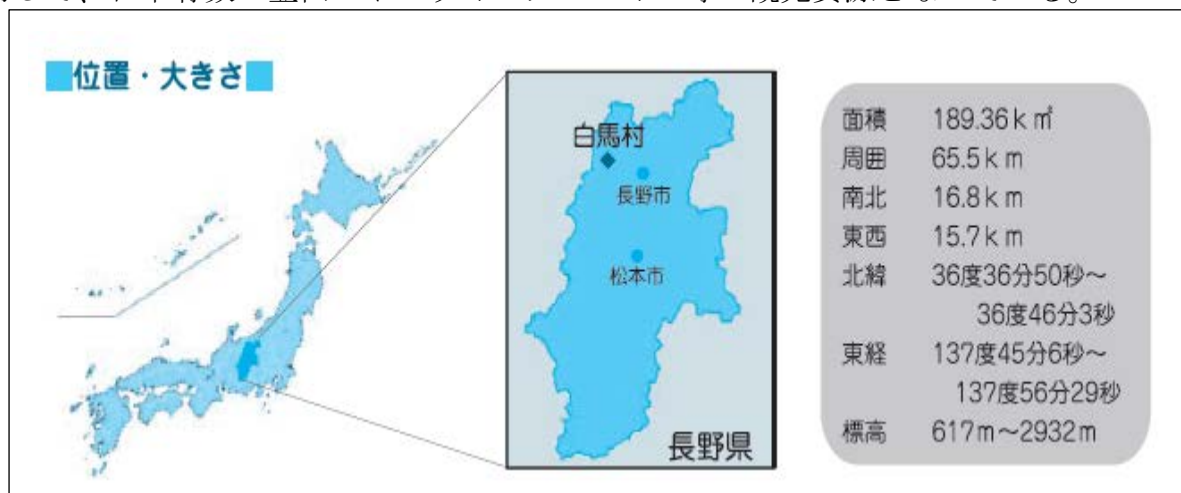 ■位置・大きさ■
白馬村
長野市
松本市
長野県
面積 189.36k㎡
周囲 65.5km
南北 16.8km
東西 15.7km
北緯 36度36分50秒～
36度46分3秒
東経 137度45分6秒～
137度56分29秒
標高 617m～2932m